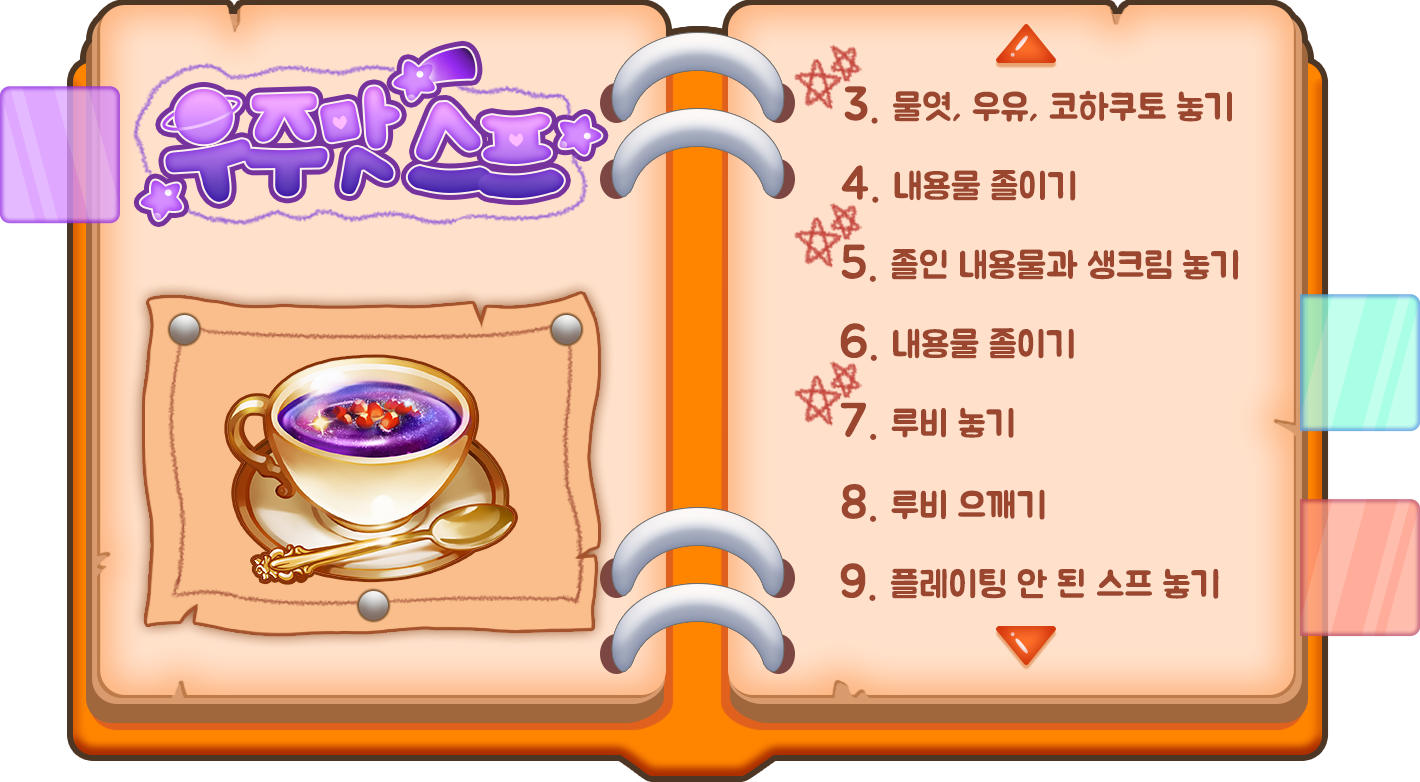 우주맛 스프
3. 물엿, 우유, 코하쿠토 놓기
4. 내용물 졸이기
5. 졸인 내용물과 생크림 놓기
6. 내용물 졸이기
7. 루비 놓기
8. 루비 으깨기
9. 플레이팅 안 된 스프 놓기